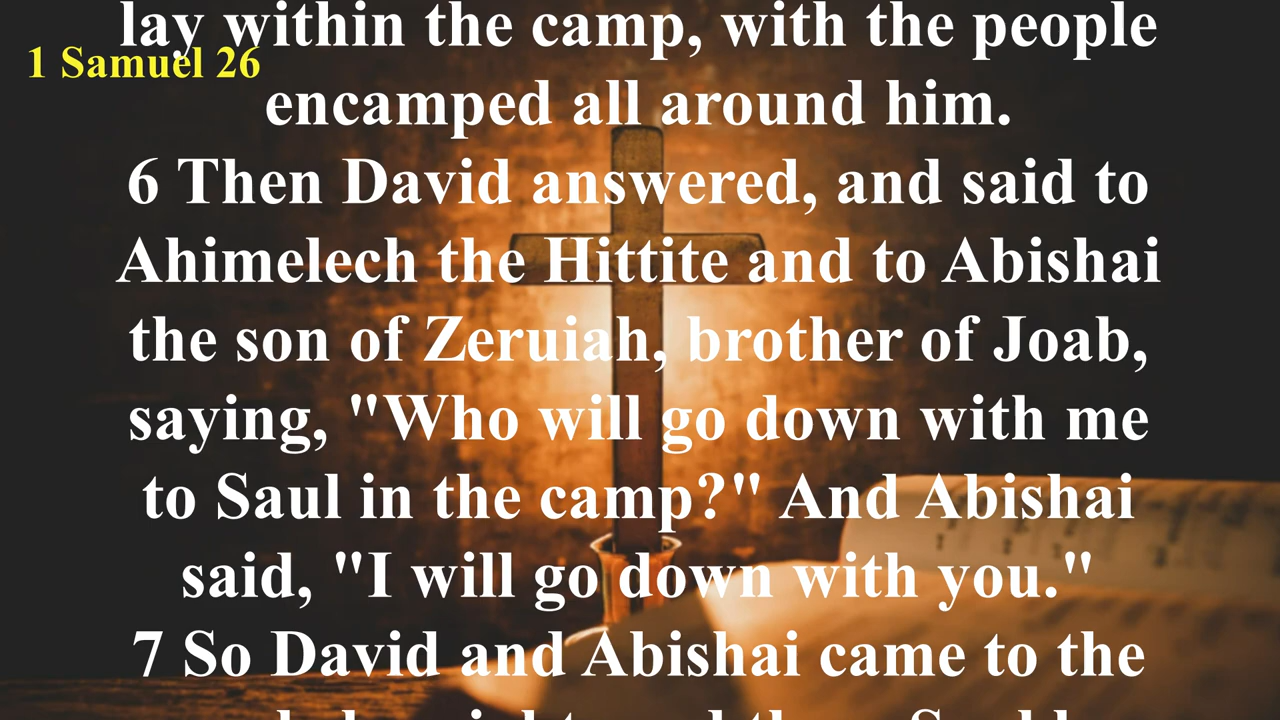 lay within the camp, with the people
1 Samuel 26
encamped all around him.
6 Then David answered, and said to
Ahimelech the Hittite and to Abishai
the son of Zeruiah, brother of Joab,
saying, "Who will go down with me
to Saul in the camp?" And Abishai
said, "I will go down with you."
7 So David and Abishai came to the